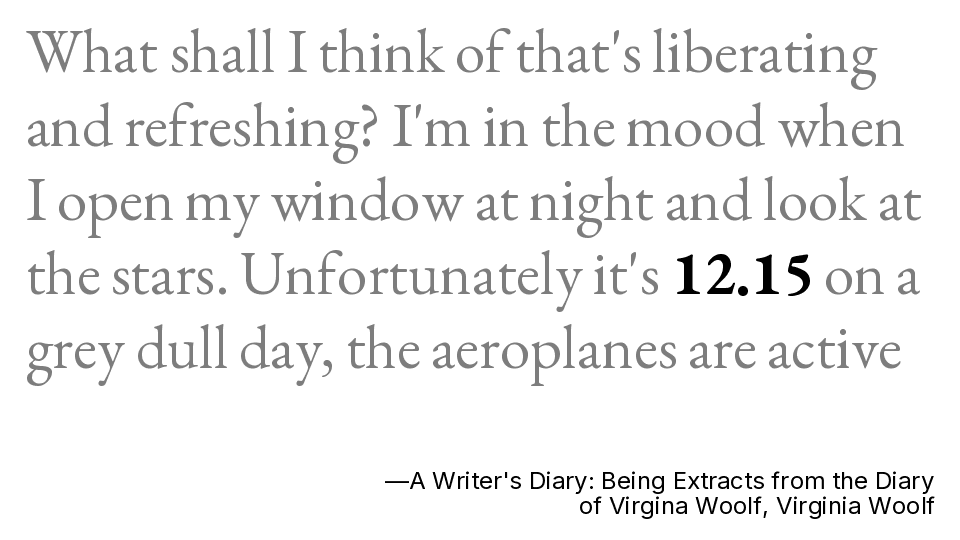 What shall I think of that's liberating
and refreshing? I'm in the mood when
I open my window at night and look at
the stars. Unfortunately it's 12.15 on a
grey dull day, the aeroplanes are active
—A Writer's Diary: Being Extracts from the Diary
of Virgina Woolf, Virginia Woolf